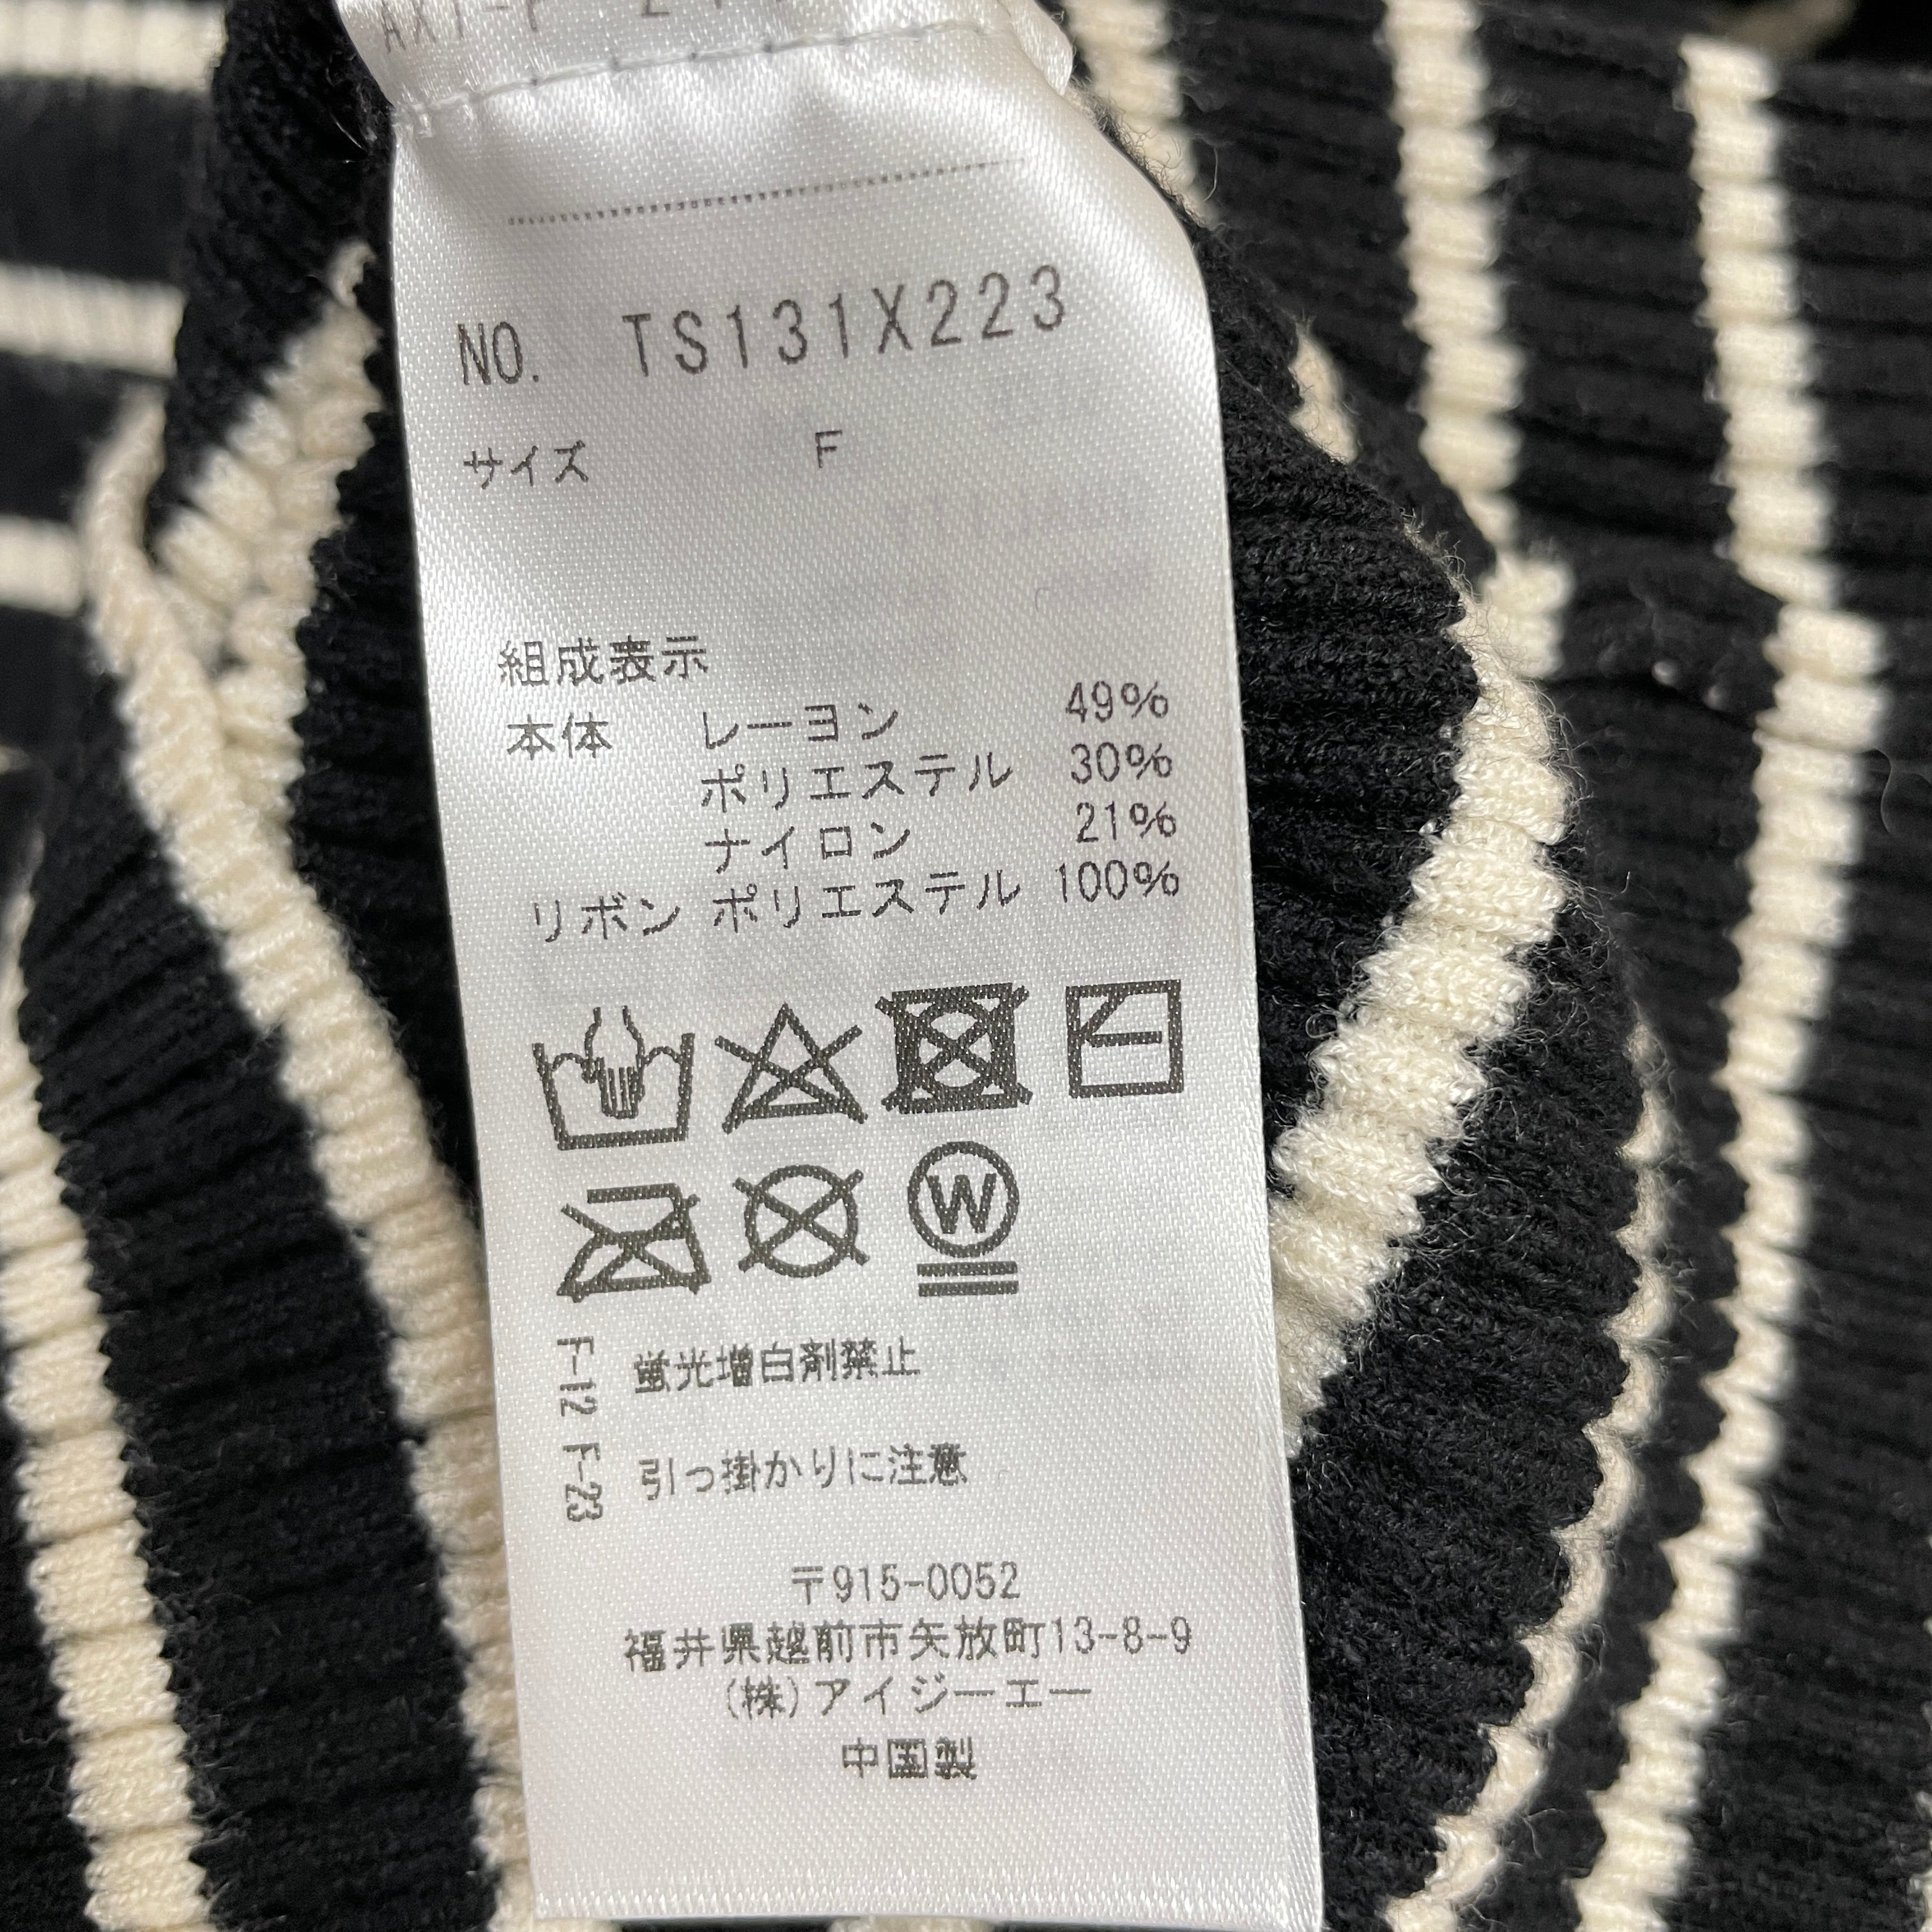 NO. TS131X223
サイズ F
組成表示
本体 レーヨン 49%
ポリエステル 30%
ナイロン 21%
リボン ポリエステル 100%
W
F-12 蛍光増白剤禁止
F-23 引っ掛かりに注意
〒915-0052
福井県越前市矢放町13-8-9
(株)アイジーエー
中国製